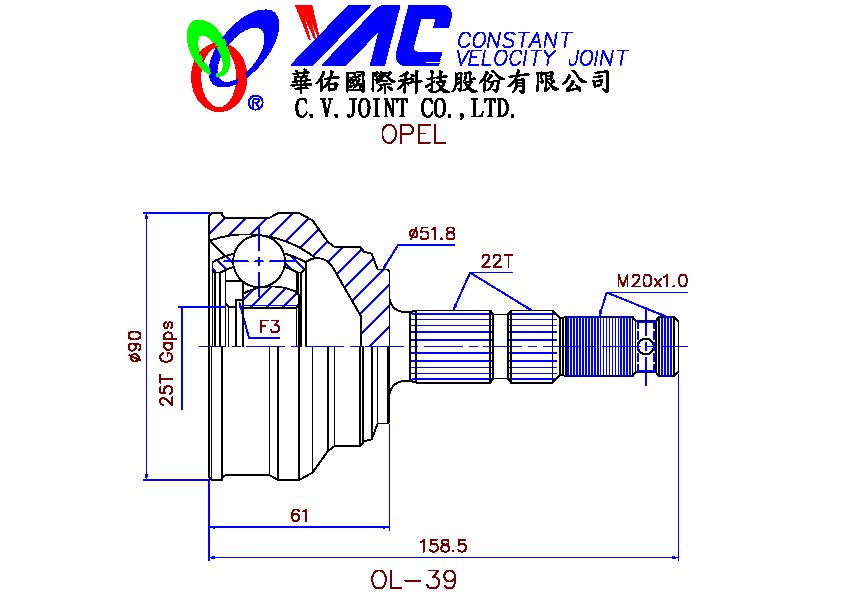 YAC CONSTANT
VELOCITY JOINT
®
華佑國際科技股份有限公司
C.V.JOINT CO.,LTD.
OPEL
ø51.8
22T
M20x1.0
F3
ø90
25T Gaps
61
158.5
OL-39